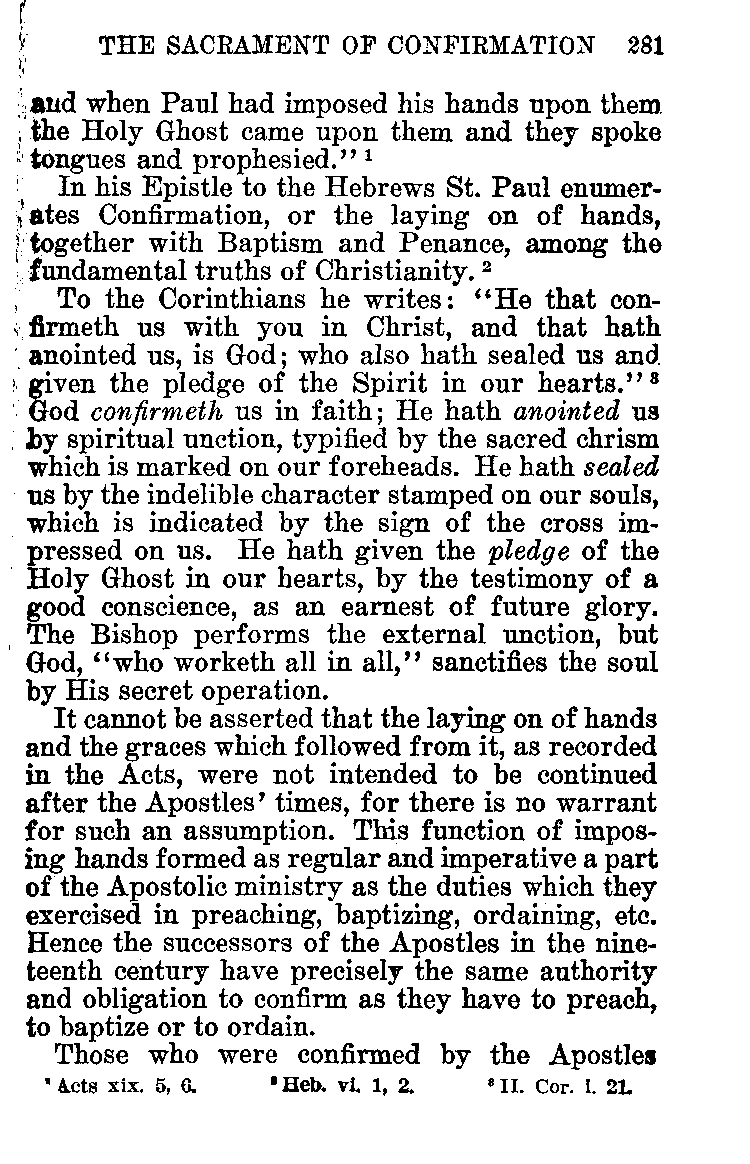 THE SACRAMENT OF CONFIRMATION 281
and when Paul had imposed his hands upon them
the Holy Ghost came upon them and they spoke
tongues and prophesied.” ¹
In his Epistle to the Hebrews St. Paul enumer-
ates Confirmation, or the laying on of hands,
together with Baptism and Penance, among the
fundamental truths of Christianity. ²
To the Corinthians he writes: “He that con-
firmeth us with you in Christ, and that hath
anointed us, is God; who also hath sealed us and
given the pledge of the Spirit in our hearts.” ³
God confirmeth us in faith; He hath anointed us
by spiritual unction, typified by the sacred chrism
which is marked on our foreheads. He hath sealed
us by the indelible character stamped on our souls,
which is indicated by the sign of the cross im-
pressed on us. He hath given the pledge of the
Holy Ghost in our hearts, by the testimony of a
good conscience, as an earnest of future glory.
The Bishop performs the external unction, but
God, “who worketh all in all,” sanctifies the soul
by His secret operation.
It cannot be asserted that the laying on of hands
and the graces which followed from it, as recorded
in the Acts, were not intended to be continued
after the Apostles’ times, for there is no warrant
for such an assumption. This function of impos-
ing hands formed as regular and imperative a part
of the Apostolic ministry as the duties which they
exercised in preaching, baptizing, ordaining, etc.
Hence the successors of the Apostles in the nine-
teenth century have precisely the same authority
and obligation to confirm as they have to preach,
to baptize or to ordain.
Those who were confirmed by the Apostles
¹ Acts xix. 5, 6. ² Heb. vi. 1, 2. ³ II. Cor. i. 21.